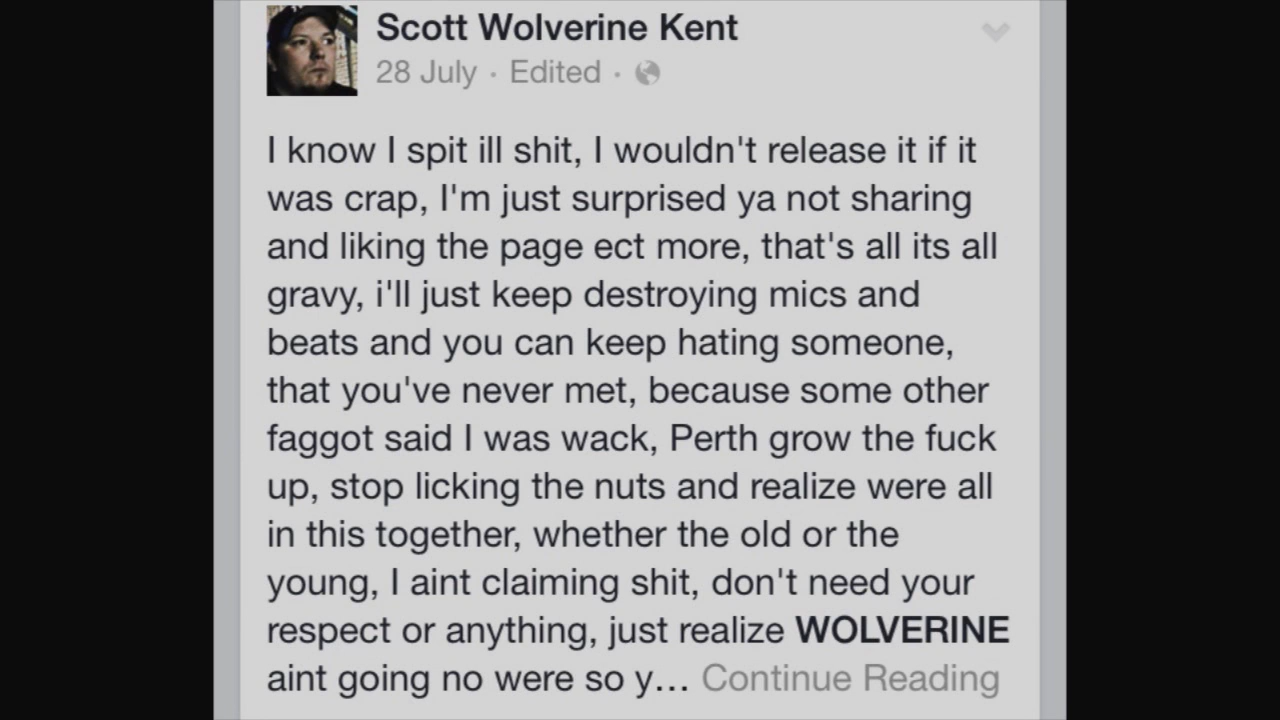 Scott Wolverine Kent
28 July · Edited ·
I know I spit ill shit, I wouldn't release it if it
was crap, I'm just surprised ya not sharing
and liking the page ect more, that's all its all
gravy, i'll just keep destroying mics and
beats and you can keep hating someone,
that you've never met, because some other
faggot said I was wack, Perth grow the fuck
up, stop licking the nuts and realize were all
in this together, whether the old or the
young, I aint claiming shit, don't need your
respect or anything, just realize WOLVERINE
aint going no were so y... Continue Reading